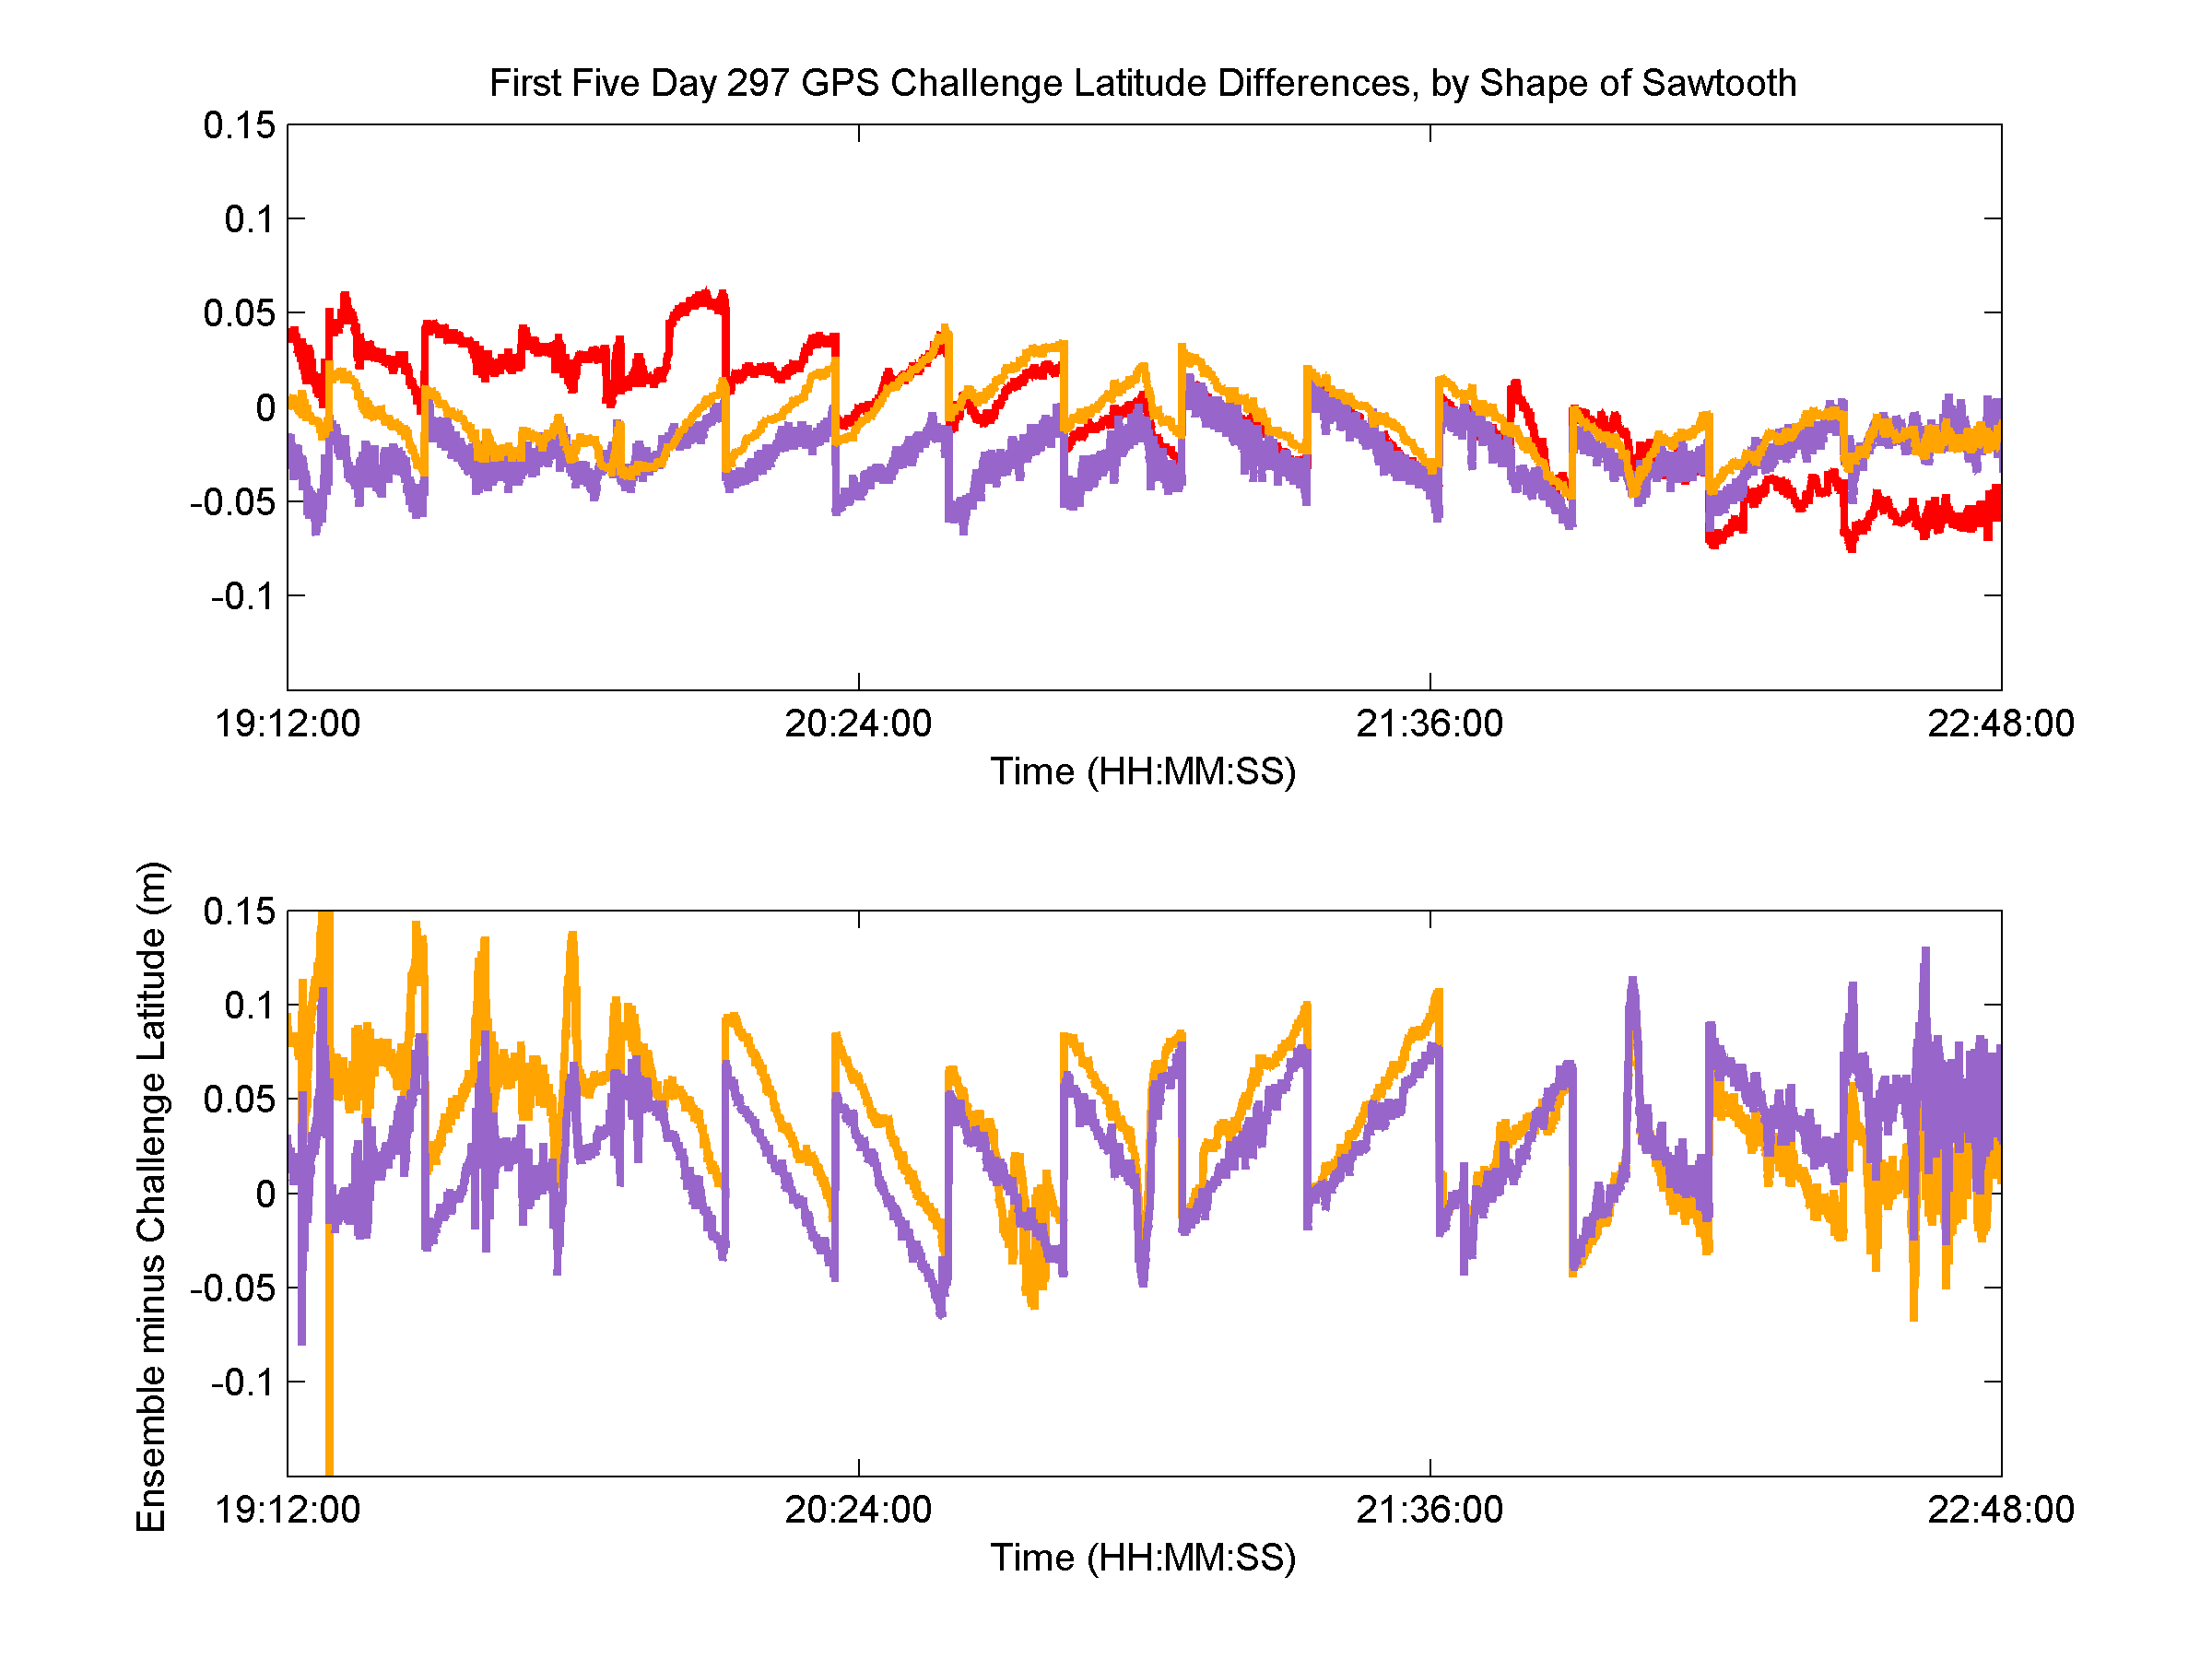 First Five Day 297 GPS Challenge Latitude Differences, by Shape of Sawtooth
0.15
0.1
0.05
0
-0.05
-0.1
19:12:00 20:24:00 21:36:00 22:48:00
Time (HH:MM:SS)
Ensemble minus Challenge Latitude (m)
0.15
0.1
0.05
0
-0.05
-0.1
19:12:00 20:24:00 21:36:00 22:48:00
Time (HH:MM:SS)